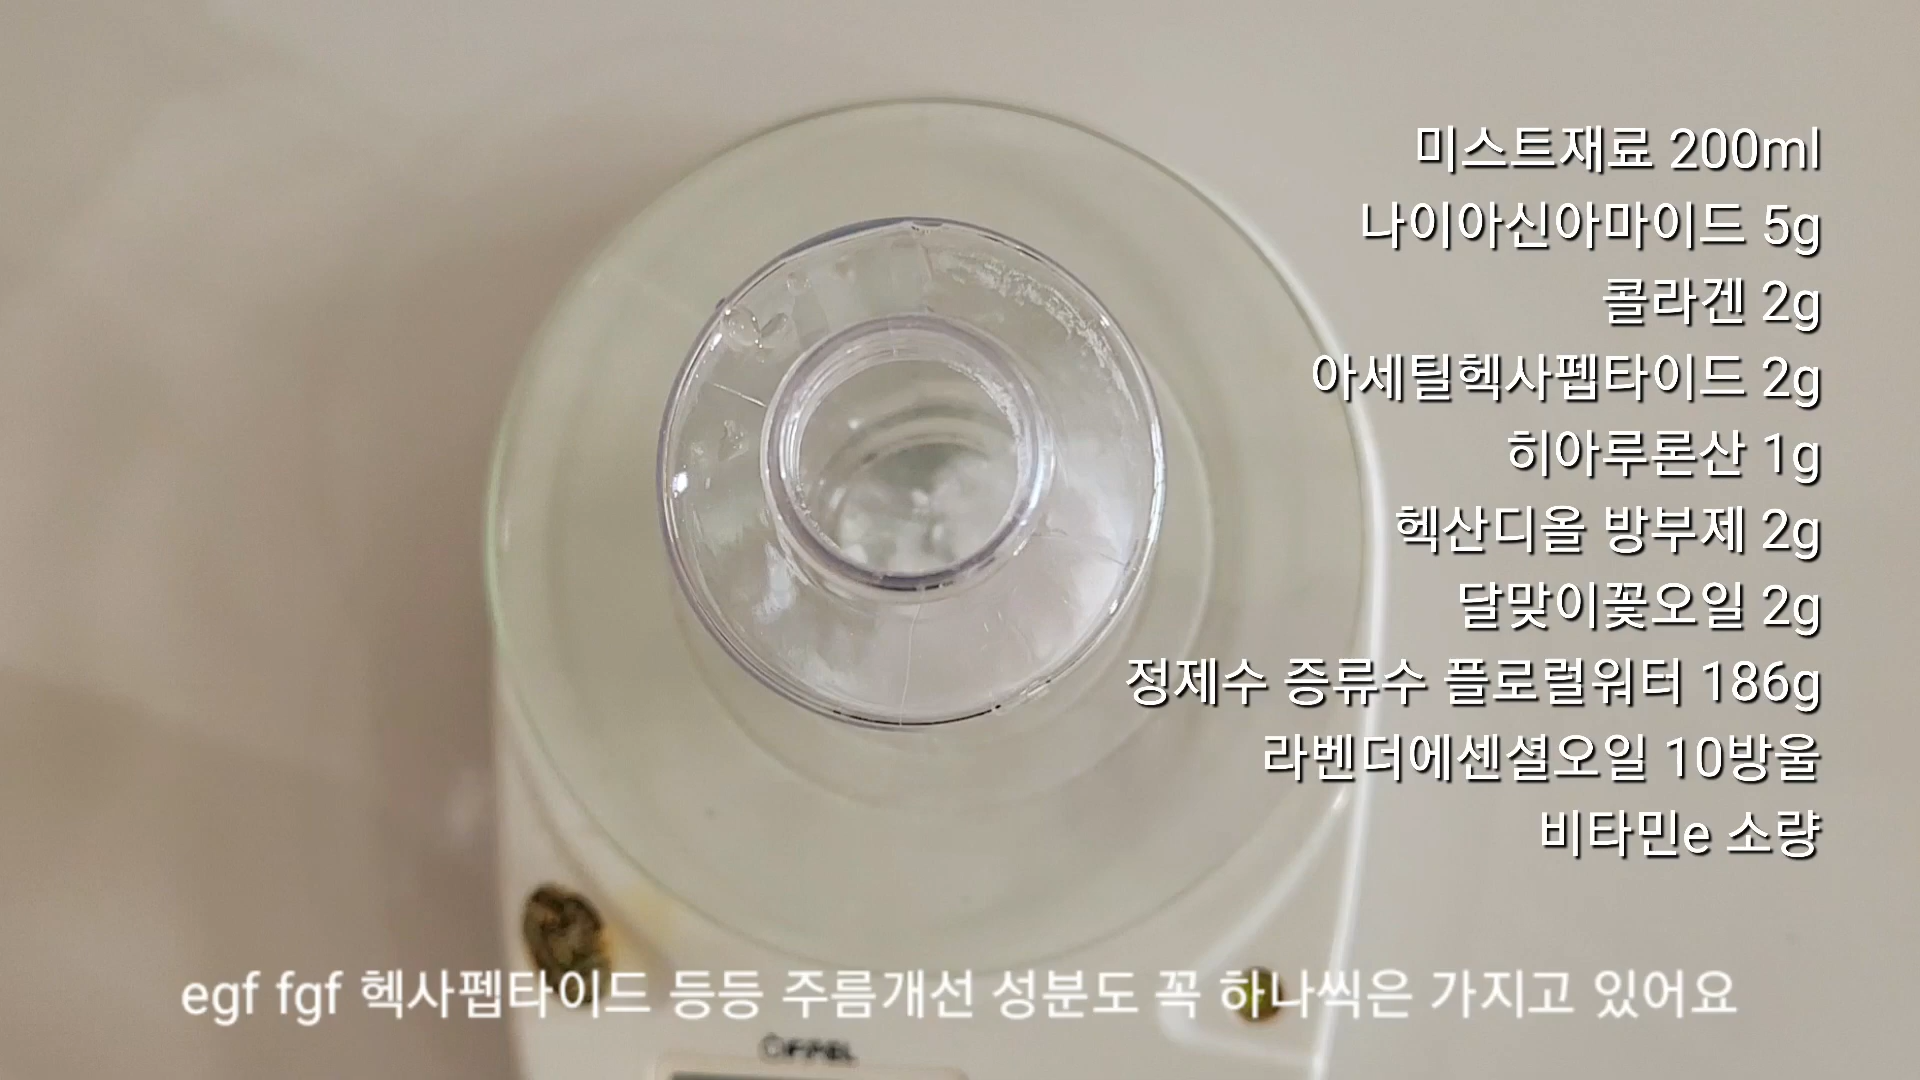 미스트재료 200ml
나이아신아마이드 5g
콜라겐 2g
아세틸헥사펩타이드 2g
히아루론산 1g
헥산디올 방부제 2g
달맞이꽃오일 2g
정제수 증류수 플로럴워터 186g
라벤더에센셜오일 10방울
비타민e 소량
egf fgf 헥사펩타이드 등등 주름개선 성분도 꼭 하나씩은 가지고 있어요